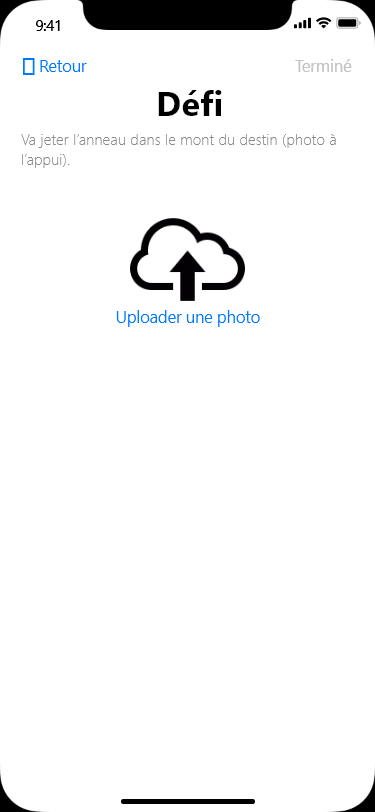 9:41
Retour
Terminé
Défi
Va jeter l’anneau dans le mont du destin (photo à
l’appui).
Uploader une photo